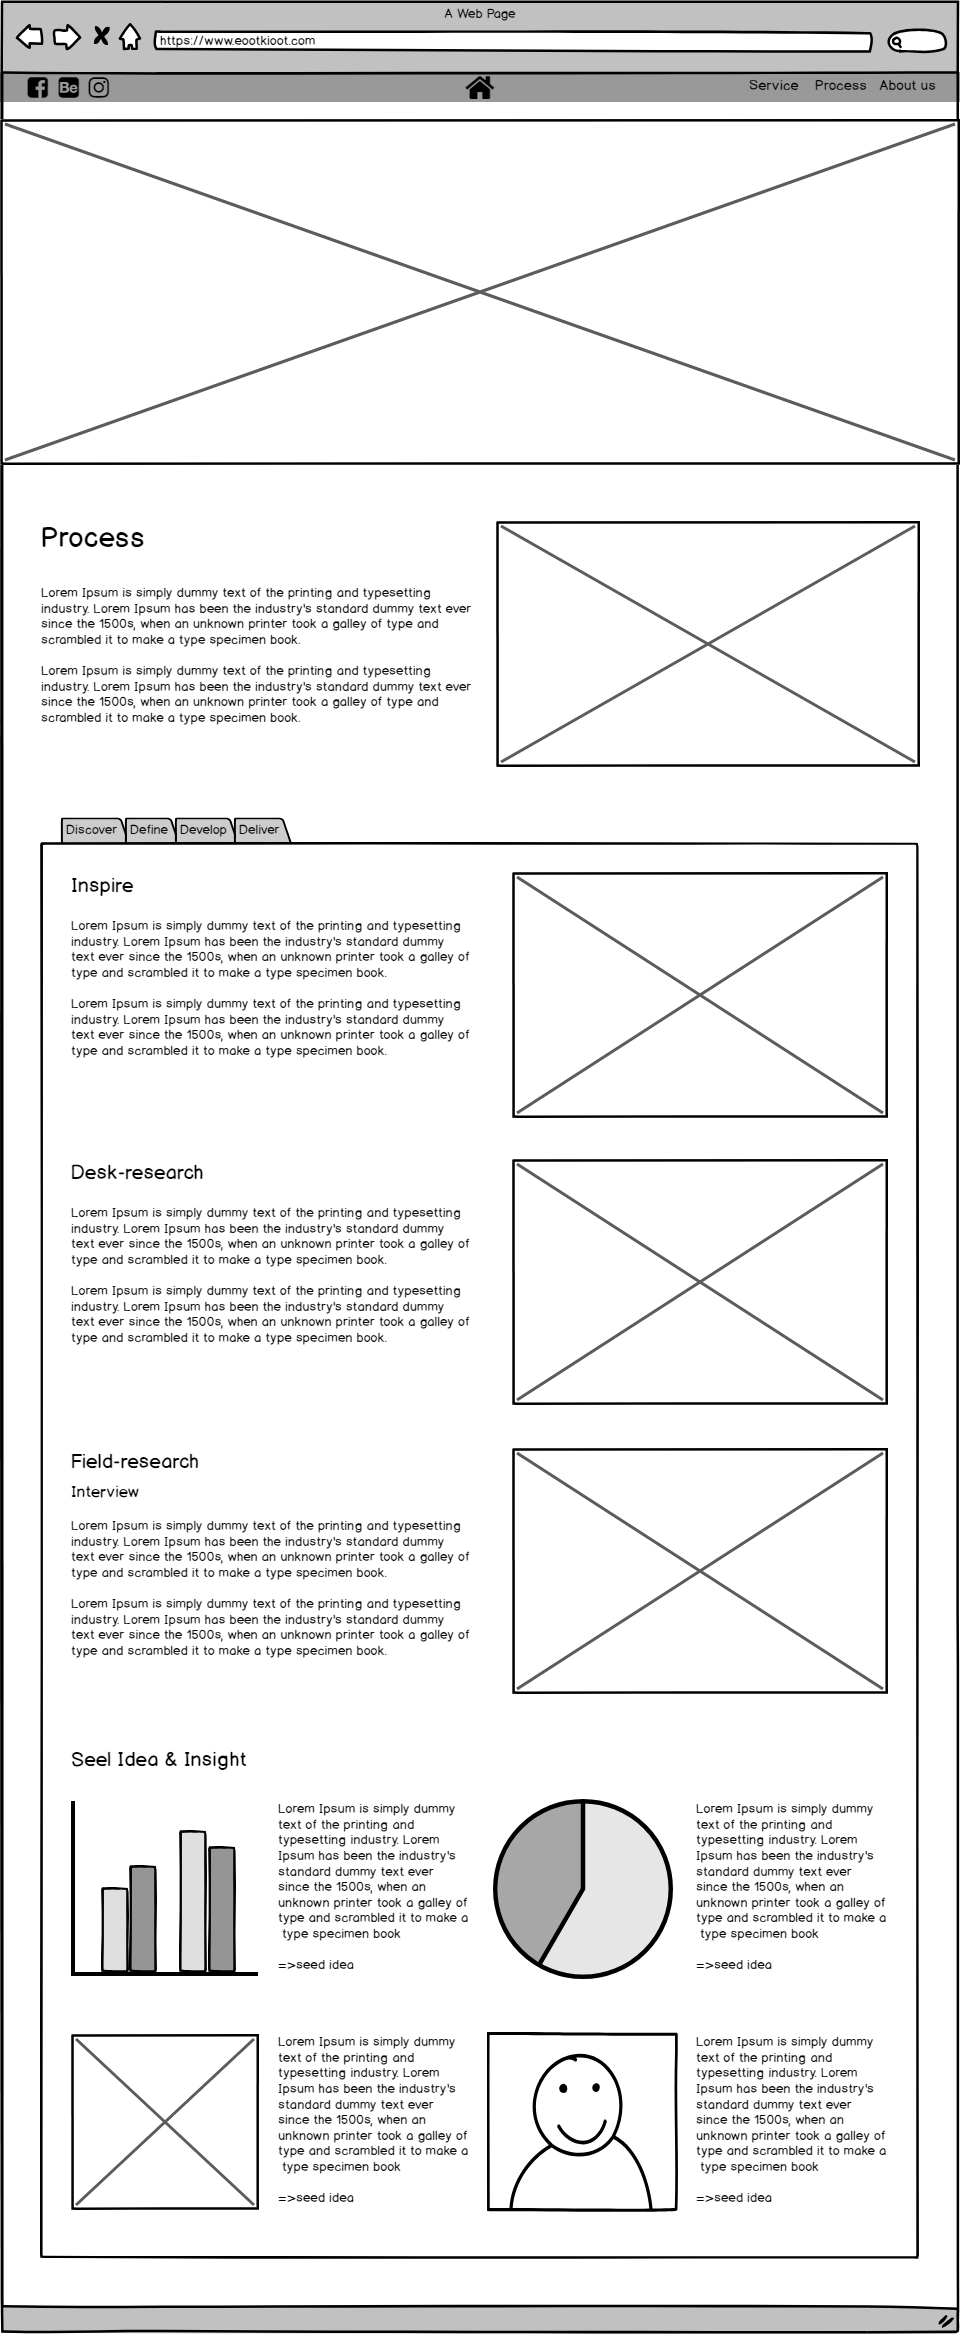 A Web Page
https://www.eootkioot.com
Be
Service Process About us
Process
Lorem Ipsum is simply dummy text of the printing and typesetting
industry. Lorem Ipsum has been the industry's standard dummy text ever
since the 1500s, when an unknown printer took a galley of type and
scrambled it to make a type specimen book.
Lorem Ipsum is simply dummy text of the printing and typesetting
industry. Lorem Ipsum has been the industry's standard dummy text ever
since the 1500s, when an unknown printer took a galley of type and
scrambled it to make a type specimen book.
Discover Define Develop Deliver
Inspire
Lorem Ipsum is simply dummy text of the printing and typesetting
industry. Lorem Ipsum has been the industry's standard dummy
text ever since the 1500s, when an unknown printer took a galley of
type and scrambled it to make a type specimen book.
Lorem Ipsum is simply dummy text of the printing and typesetting
industry. Lorem Ipsum has been the industry's standard dummy
text ever since the 1500s, when an unknown printer took a galley of
type and scrambled it to make a type specimen book.
Desk-research
Lorem Ipsum is simply dummy text of the printing and typesetting
industry. Lorem Ipsum has been the industry's standard dummy
text ever since the 1500s, when an unknown printer took a galley of
type and scrambled it to make a type specimen book.
Lorem Ipsum is simply dummy text of the printing and typesetting
industry. Lorem Ipsum has been the industry's standard dummy
text ever since the 1500s, when an unknown printer took a galley of
type and scrambled it to make a type specimen book.
Field-research
Interview
Lorem Ipsum is simply dummy text of the printing and typesetting
industry. Lorem Ipsum has been the industry's standard dummy
text ever since the 1500s, when an unknown printer took a galley of
type and scrambled it to make a type specimen book.
Lorem Ipsum is simply dummy text of the printing and typesetting
industry. Lorem Ipsum has been the industry's standard dummy
text ever since the 1500s, when an unknown printer took a galley of
type and scrambled it to make a type specimen book.
Seel Idea & Insight
Lorem Ipsum is simply dummy
text of the printing and
typesetting industry. Lorem
Ipsum has been the industry's
standard dummy text ever
since the 1500s, when an
unknown printer took a galley of
type and scrambled it to make a
type specimen book
=>seed idea
Lorem Ipsum is simply dummy
text of the printing and
typesetting industry. Lorem
Ipsum has been the industry's
standard dummy text ever
since the 1500s, when an
unknown printer took a galley of
type and scrambled it to make a
type specimen book
=>seed idea
Lorem Ipsum is simply dummy
text of the printing and
typesetting industry. Lorem
Ipsum has been the industry's
standard dummy text ever
since the 1500s, when an
unknown printer took a galley of
type and scrambled it to make a
type specimen book
=>seed idea
Lorem Ipsum is simply dummy
text of the printing and
typesetting industry. Lorem
Ipsum has been the industry's
standard dummy text ever
since the 1500s, when an
unknown printer took a galley of
type and scrambled it to make a
type specimen book
=>seed idea